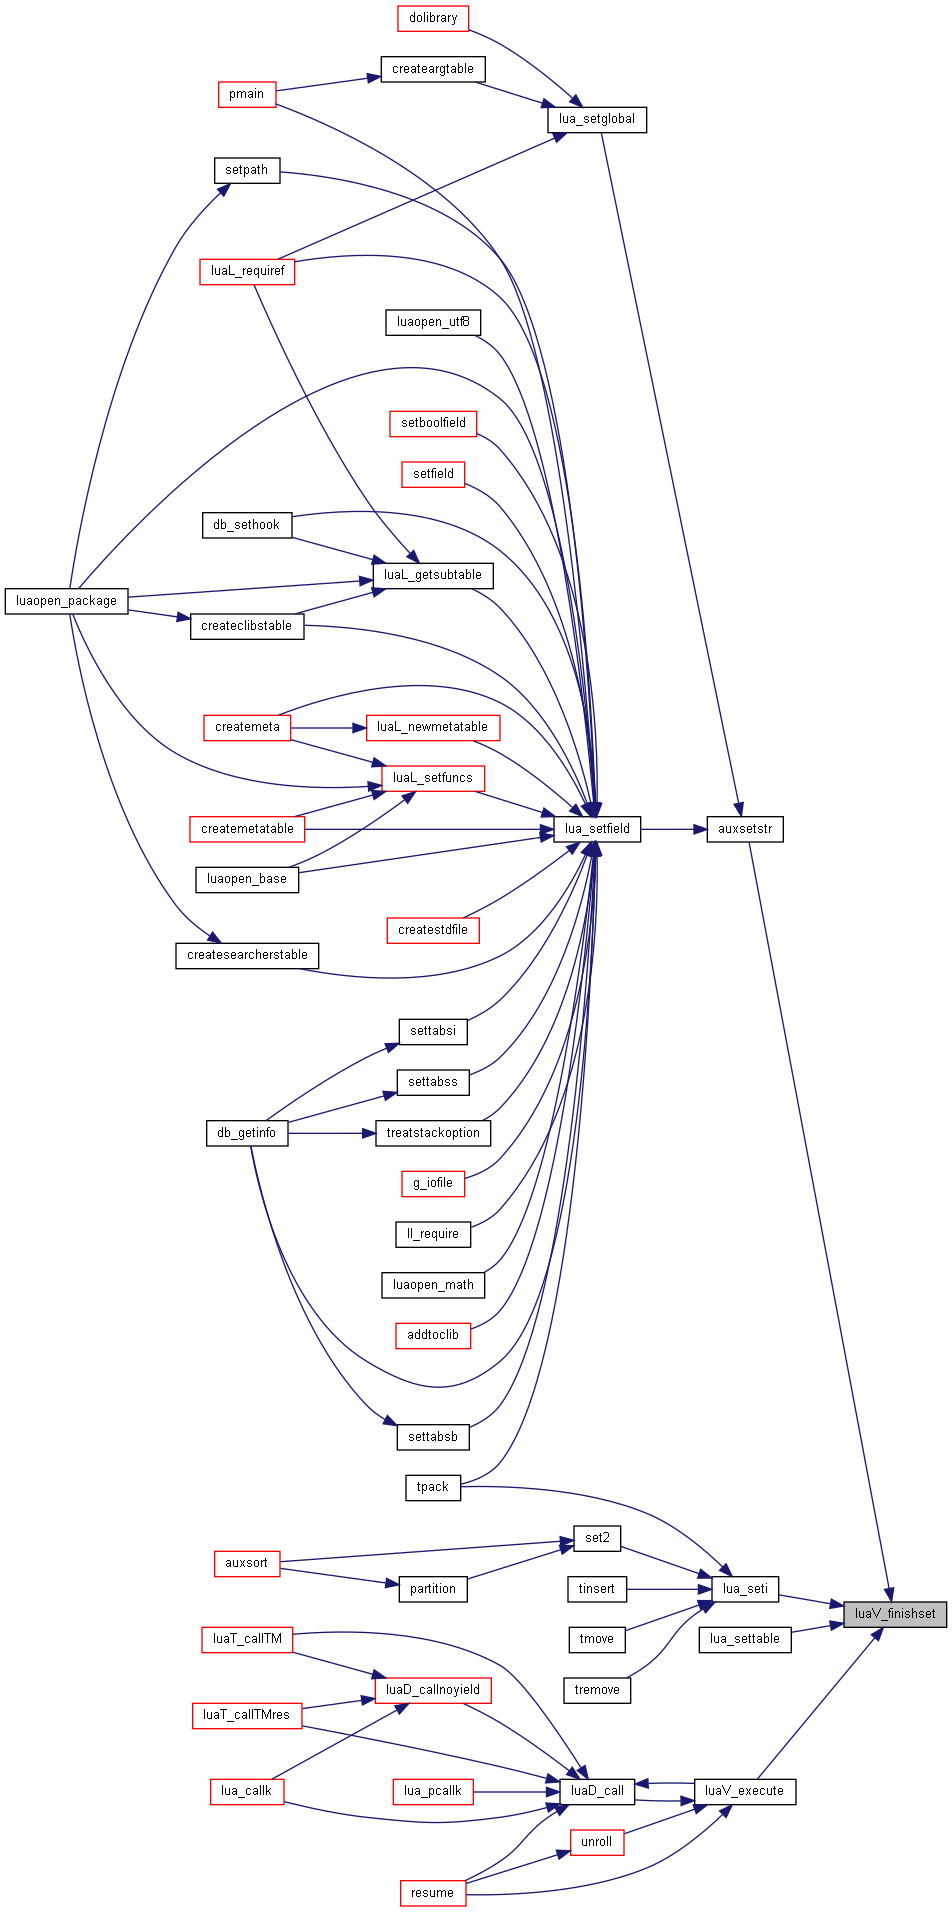 dolibrary
createargtable
pmain
lua_setglobal
setpath
luaL_requiref
luaopen_utf8
setboolfield
setfield
db_sethook
luaL_getsubtable
luaopen_package
createclibstable
createmeta
luaL_newmetatable
luaL_setfuncs
createmetatable
lua_setfield
auxsetstr
luaopen_base
createstdfile
createsearcherstable
settabsi
settabss
db_getinfo
treatstackoption
g_iofile
ll_require
luaopen_math
addtoclib
settabsb
tpack
set2
auxsort
partition
tinsert
lua_seti
luaV_finishset
tmove
lua_settable
luaT_callTM
tremove
luaD_callnoyield
luaT_callTMres
lua_callk
lua_pcallk
luaD_call
luaV_execute
unroll
resume